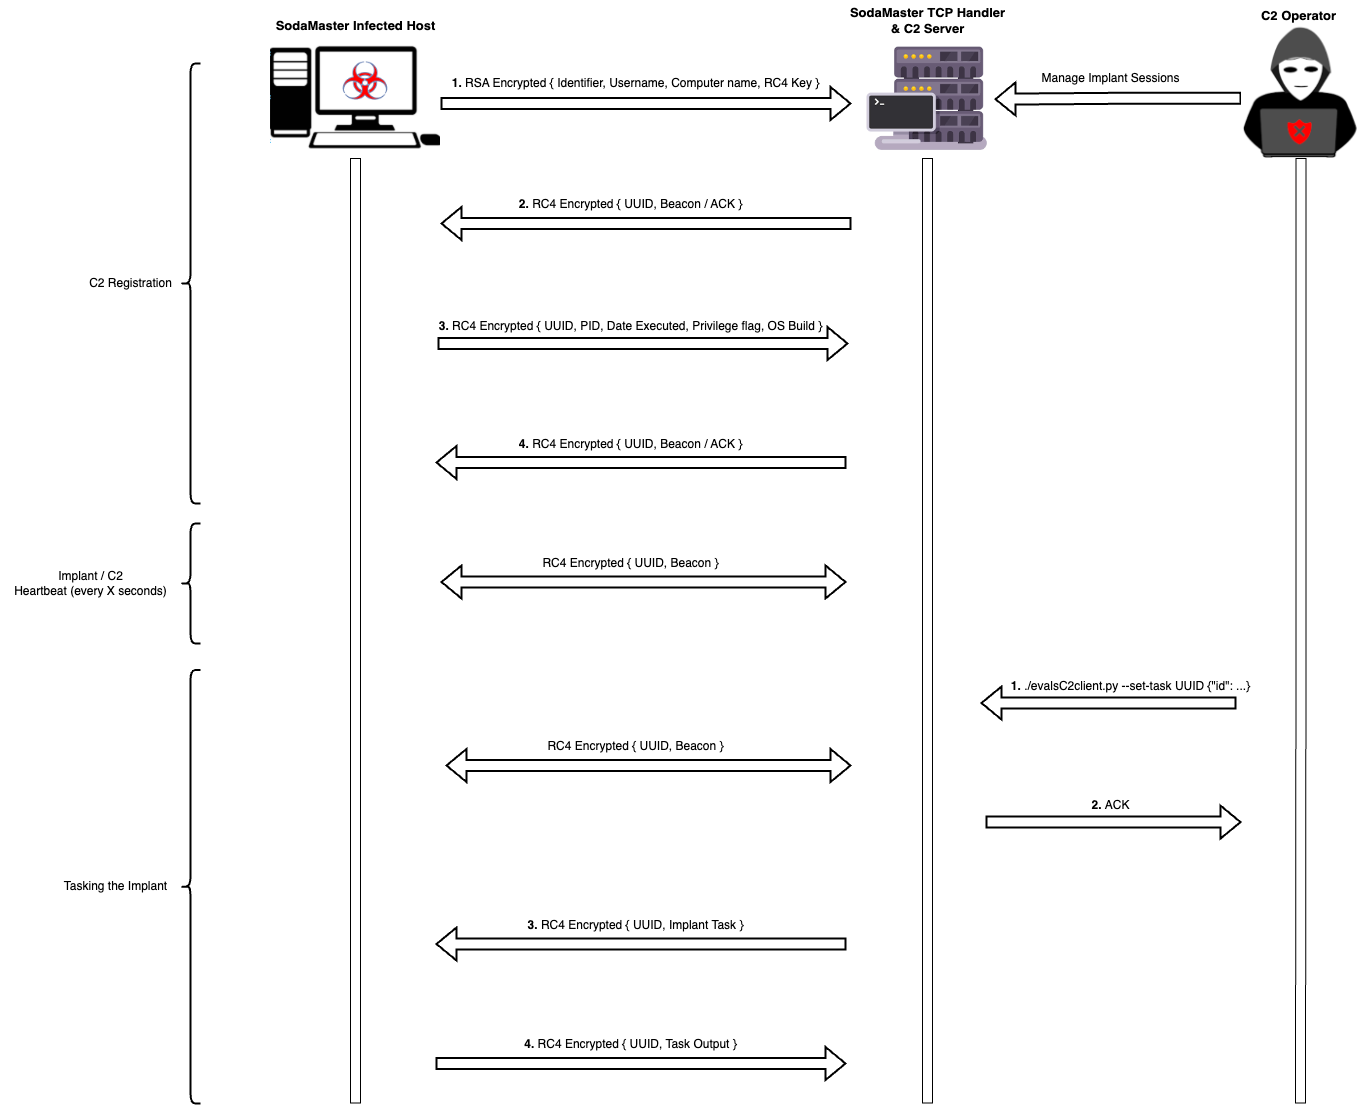 SodaMaster Infected Host
SodaMaster TCP Handler
& C2 Server
C2 Operator
1. RSA Encrypted { Identifier, Username, Computer name, RC4 Key }
Manage Implant Sessions
>_
2. RC4 Encrypted { UUID, Beacon / ACK }
C2 Registration
3. RC4 Encrypted { UUID, PID, Date Executed, Privilege flag, OS Build }
4. RC4 Encrypted { UUID, Beacon / ACK }
RC4 Encrypted { UUID, Beacon }
Implant / C2
Heartbeat (every X seconds)
1. ./evalsC2client.py --set-task UUID {"id": ...}
RC4 Encrypted { UUID, Beacon }
2. ACK
Tasking the Implant
3. RC4 Encrypted { UUID, Implant Task }
4. RC4 Encrypted { UUID, Task Output }